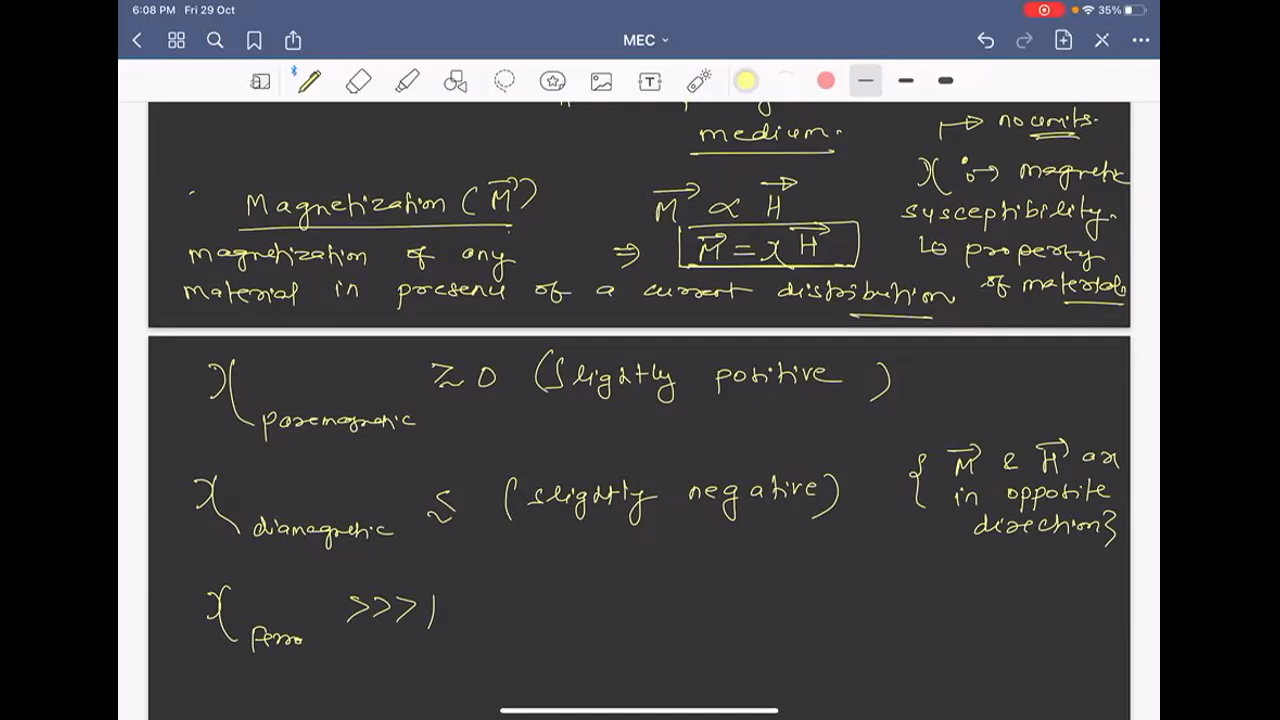 6:08 PM Fri 29 Oct
35%
MEC
medium.
→ no units.
χ :→ magnetic
susceptibility.
↳ property
of material.
Magnetization (M⃗)
M⃗ ∝ H⃗
magnetization of any ⇒ M⃗ = χ H⃗
material in presence of a current distribution
χ paramagnetic ≳ 0 (slightly positive)
χ diamagnetic ≲ (slightly negative)
{ M⃗ & H⃗ are
in opposite
direction}
χ ferro >>> 1